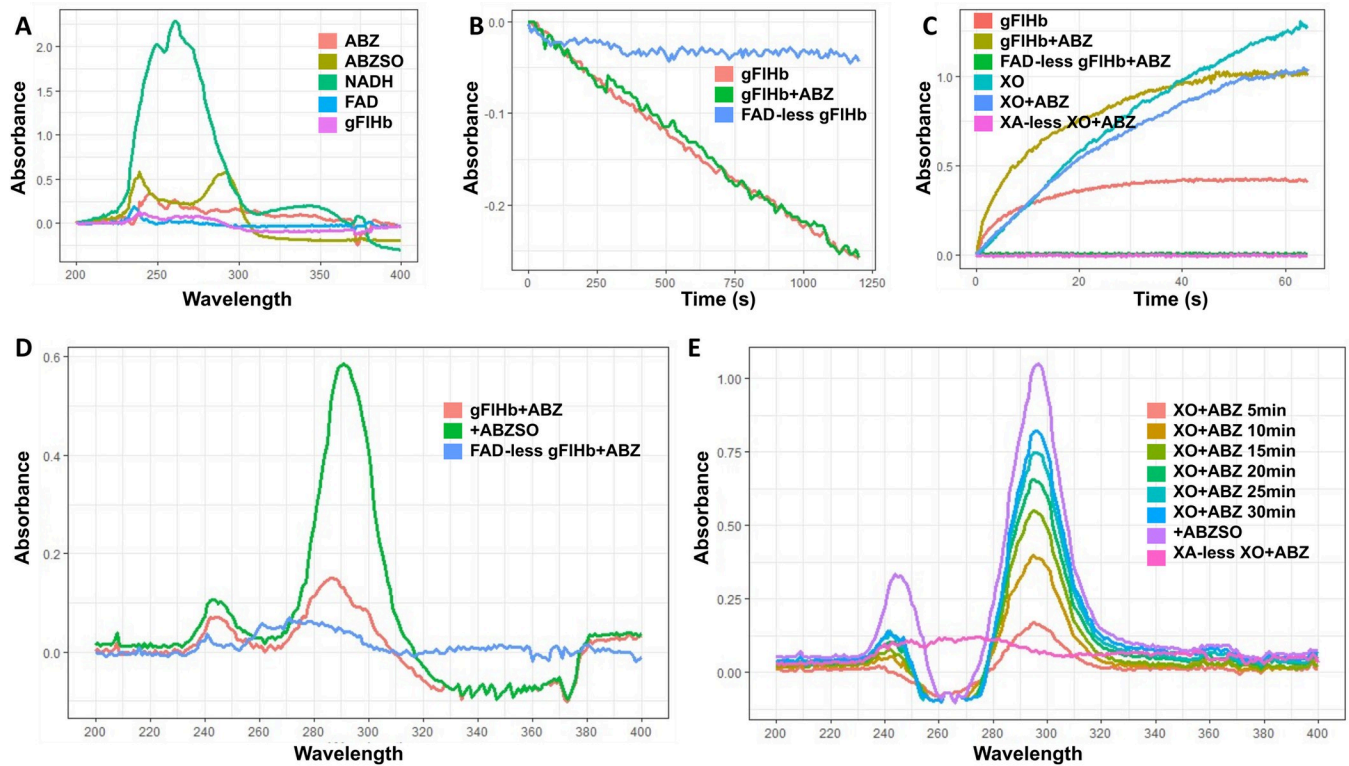 A
ABZ
ABZSO
NADH
FAD
gFlHb
Absorbance
2.0
1.5
1.0
0.5
0.0
200
250
300
350
400
Wavelength
B
gFlHb
gFlHb+ABZ
FAD-less gFlHb
Absorbance
0.0
-0.1
-0.2
0
250
500
750
1000
1250
Time (s)
C
gFlHb
gFlHb+ABZ
FAD-less gFlHb+ABZ
XO
XO+ABZ
XA-less XO+ABZ
Absorbance
1.0
0.5
0.0
0
20
40
60
Time (s)
D
gFlHb+ABZ
+ABZSO
FAD-less gFlHb+ABZ
Absorbance
0.6
0.4
0.2
0.0
200
220
240
260
280
300
320
340
360
380
400
Wavelength
E
XO+ABZ 5min
XO+ABZ 10min
XO+ABZ 15min
XO+ABZ 20min
XO+ABZ 25min
XO+ABZ 30min
+ABZSO
XA-less XO+ABZ
Absorbance
1.00
0.75
0.50
0.25
0.00
200
220
240
260
280
300
320
340
360
380
400
Wavelength